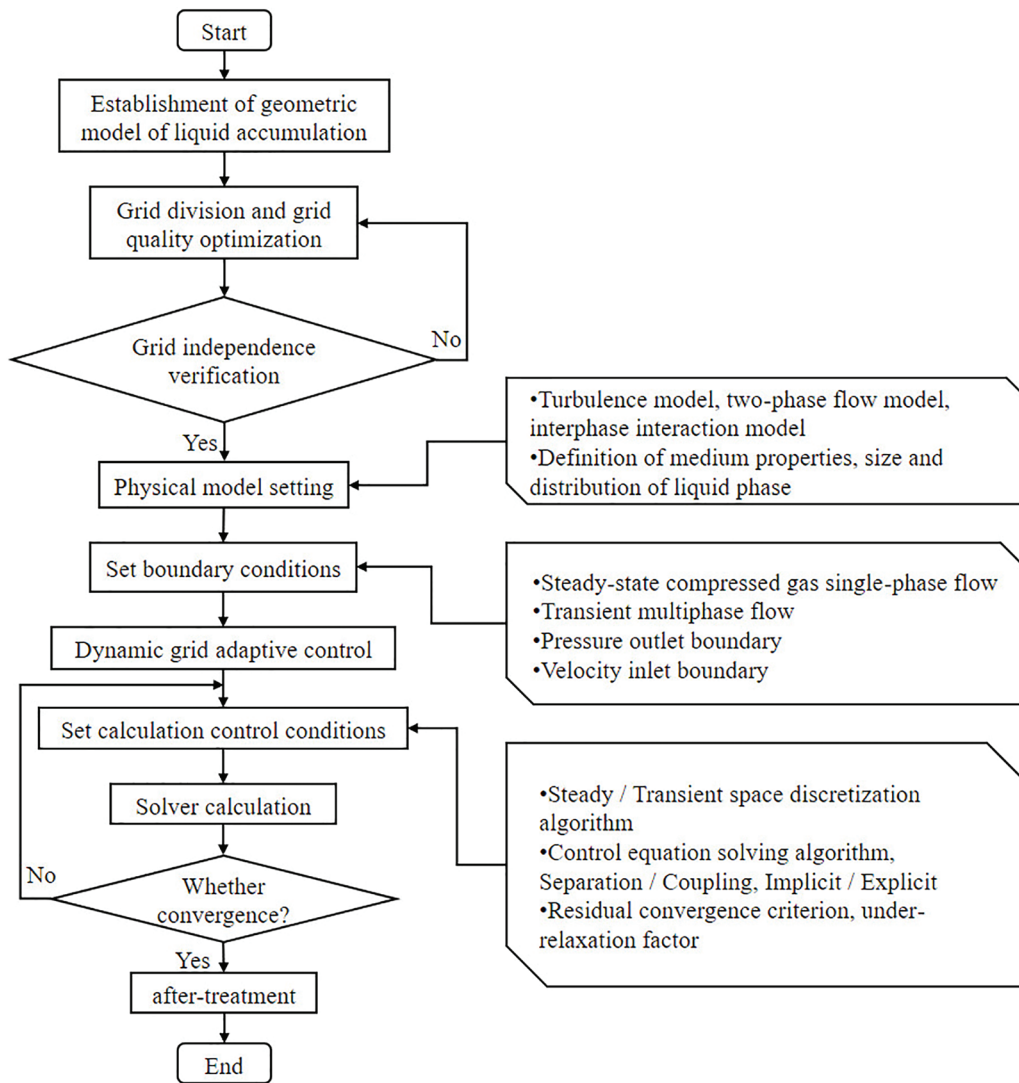 Start
Establishment of geometric
model of liquid accumulation
Grid division and grid
quality optimization
Grid independence
verification
No
Yes
•Turbulence model, two-phase flow model,
interphase interaction model
•Definition of medium properties, size and
distribution of liquid phase
Physical model setting
Set boundary conditions
•Steady-state compressed gas single-phase flow
•Transient multiphase flow
•Pressure outlet boundary
•Velocity inlet boundary
Dynamic grid adaptive control
Set calculation control conditions
•Steady / Transient space discretization
algorithm
•Control equation solving algorithm,
Separation / Coupling, Implicit / Explicit
•Residual convergence criterion, under-
relaxation factor
Solver calculation
No
Whether
convergence?
Yes
after-treatment
End